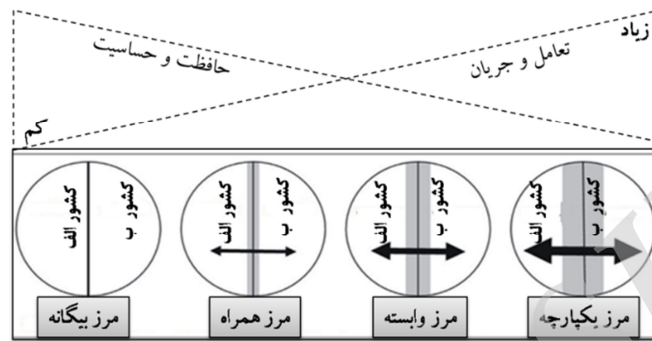 زیاد
تعامل و جریان
حافظت و حساسیت
کم
کشور ب
کشور الف
کشور ب
کشور الف
کشور ب
کشور الف
کشور ب
کشور الف
مرز یکپارچه
مرز وابسته
مرز همراه
مرز بیگانه